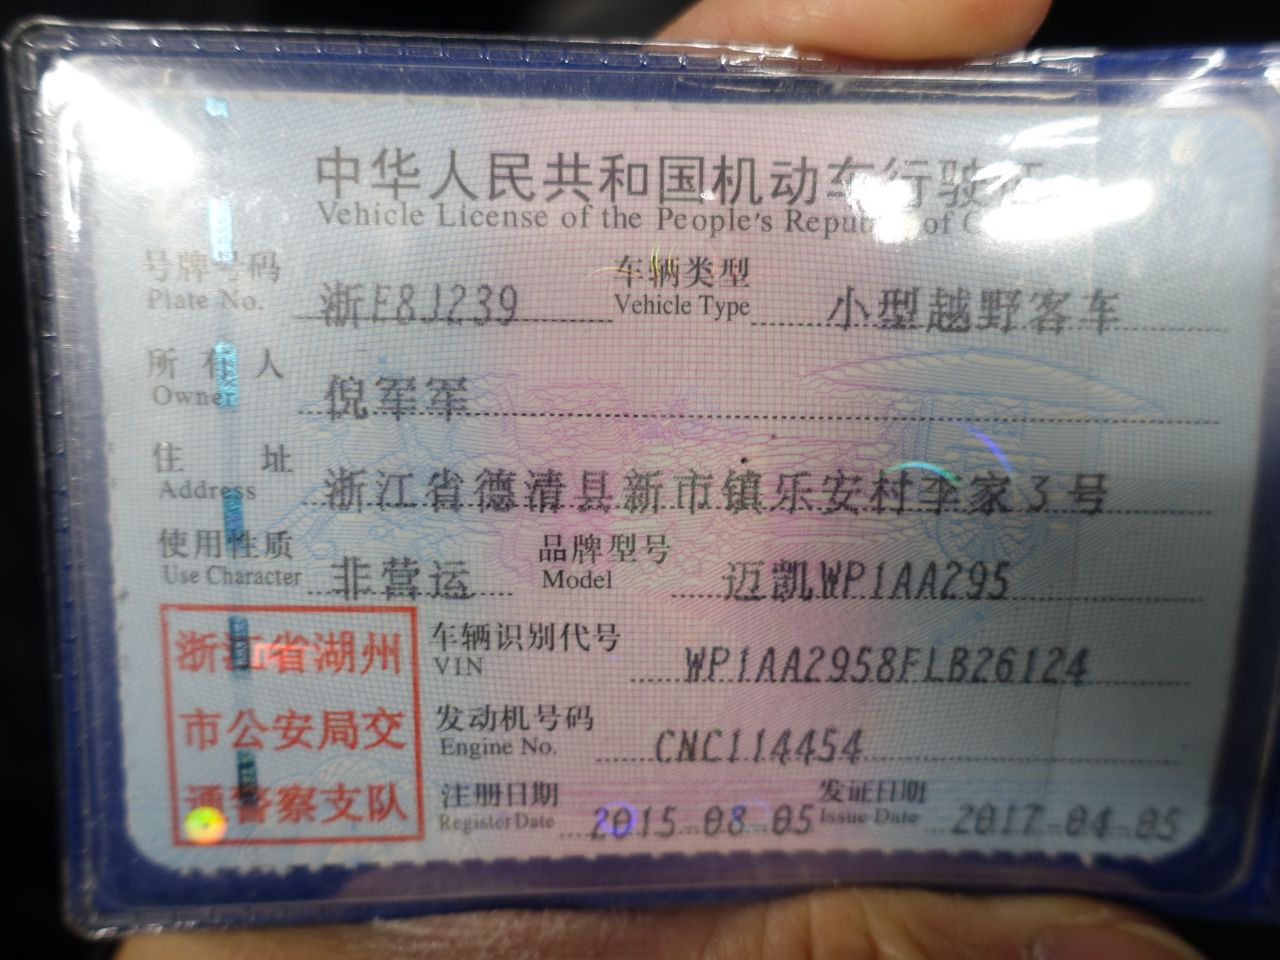 中华人民共和国机动车行驶证
Vehicle License of the People's Republic of C
号牌号码 浙E8J239 车辆类型 小型越野客车
Plate No. Vehicle Type
所有人 倪军军
Owner
住址 浙江省德清县新市镇乐安村李家3号
Address
使用性质 非营运 品牌型号 迈凯WP1AA295
Use Character Model
浙江省湖州 车辆识别代号 WP1AA2958FLB26124
VIN
市公安局交 发动机号码 CNC114454
Engine No.
通警察支队 注册日期 2015-08-05 发证日期 2017-04-05
Register Date Issue Date